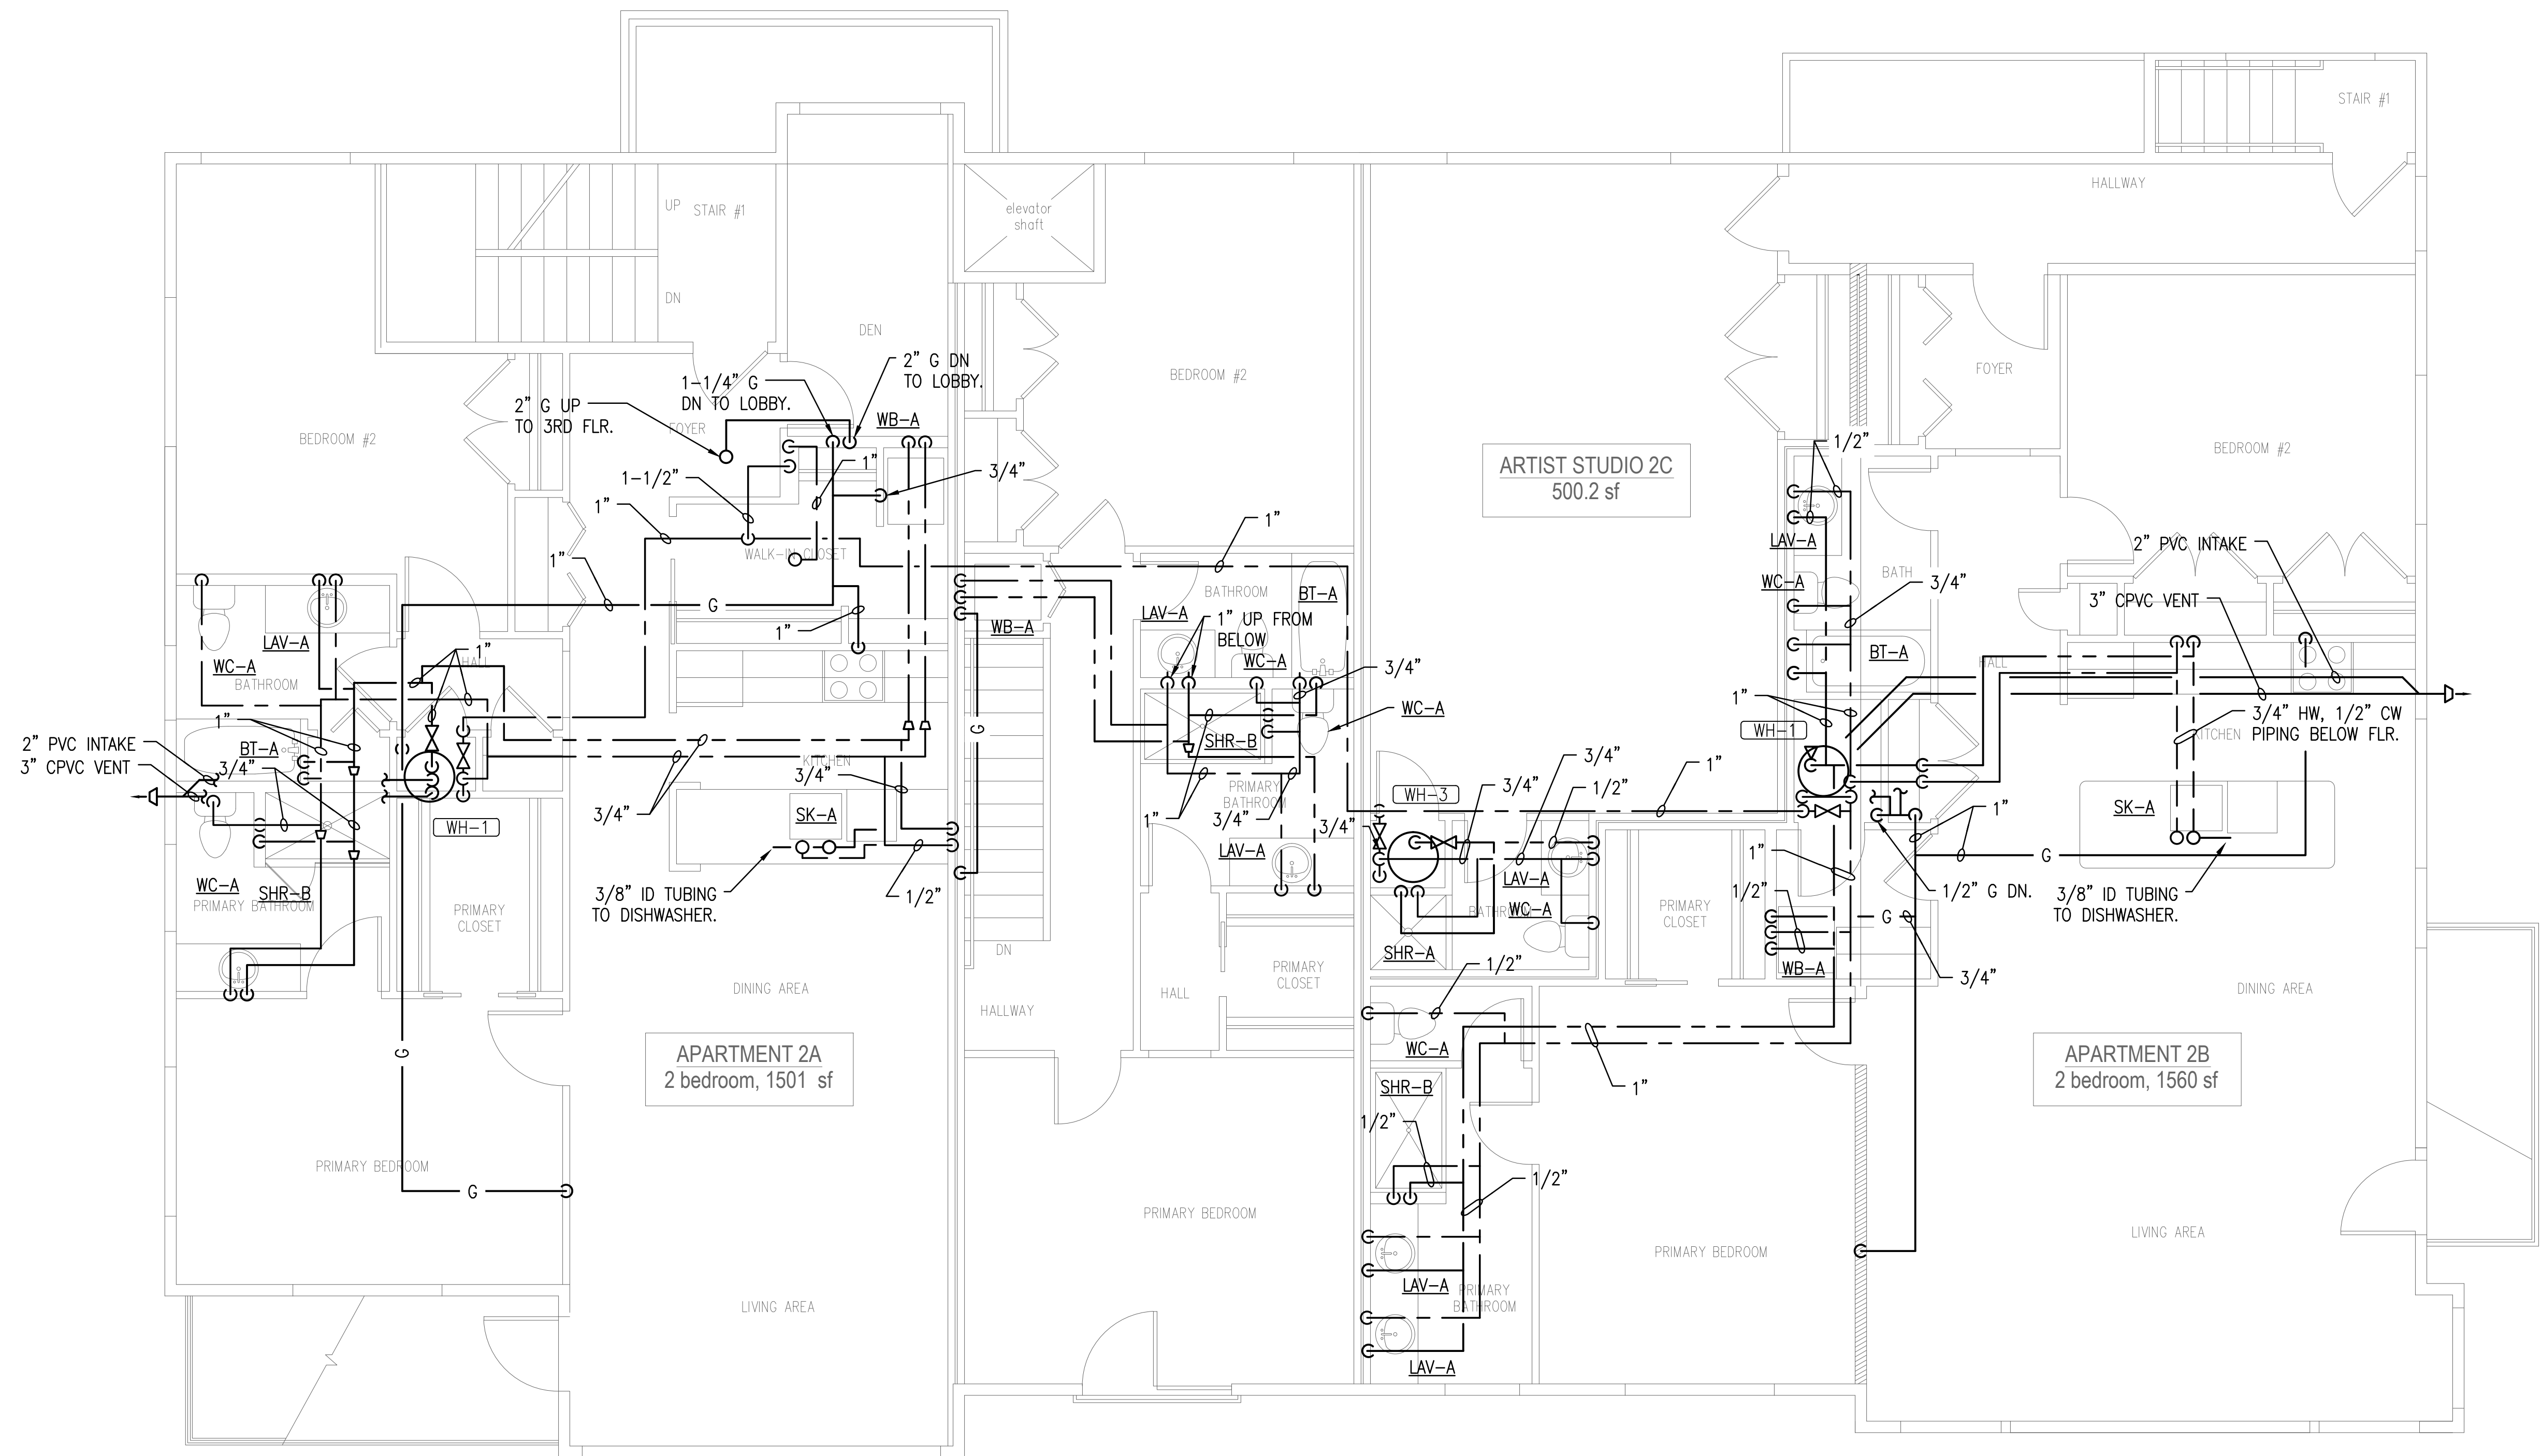 STAIR #1
HALLWAY
UP
STAIR #1
DN
elevator
shaft
DEN
2" G DN
TO LOBBY.
1-1/4" G
DN TO LOBBY.
2" G UP
TO 3RD FLR.
FOYER
WB-A
BEDROOM #2
BEDROOM #2
FOYER
BEDROOM #2
ARTIST STUDIO 2C
500.2 sf
1/2"
1"
3/4"
1-1/2"
1"
1"
WALK-IN CLOSET
1"
LAV-A
2" PVC INTAKE
BATH
WC-A
3/4"
3" CPVC VENT
G
1"
BATHROOM
BT-A
LAV-A
1" UP FROM
BELOW
WB-A
LAV-A
WC-A
BATHROOM
1"
HALL
WC-A
3/4"
BT-A
HALL
1"
WC-A
1"
WH-1
3/4" HW, 1/2" CW
PIPING BELOW FLR.
KITCHEN
2" PVC INTAKE
3" CPVC VENT
BT-A
3/4"
G
SHR-B
KITCHEN
3/4"
3/4"
SK-A
WH-1
PRIMARY
BATHROOM
1"
3/4"
3/4"
WH-3
3/4"
3/4"
1/2"
1"
SK-A
1"
1"
G
LAV-A
LAV-A
WC-A
SHR-B
PRIMARY BATHROOM
PRIMARY
CLOSET
3/8" ID TUBING
TO DISHWASHER.
1/2"
BATHROOM
WC-A
PRIMARY
CLOSET
1/2"
G
1/2" G DN.
3/8" ID TUBING
TO DISHWASHER.
SHR-A
DN
PRIMARY
CLOSET
1/2"
WB-A
3/4"
DINING AREA
HALLWAY
HALL
DINING AREA
G
APARTMENT 2A
2 bedroom, 1501 sf
WC-A
SHR-B
1"
APARTMENT 2B
2 bedroom, 1560 sf
1/2"
PRIMARY BEDROOM
G
1/2"
PRIMARY BEDROOM
PRIMARY BEDROOM
LIVING AREA
LIVING AREA
LAV-A
PRIMARY
BATHROOM
LAV-A